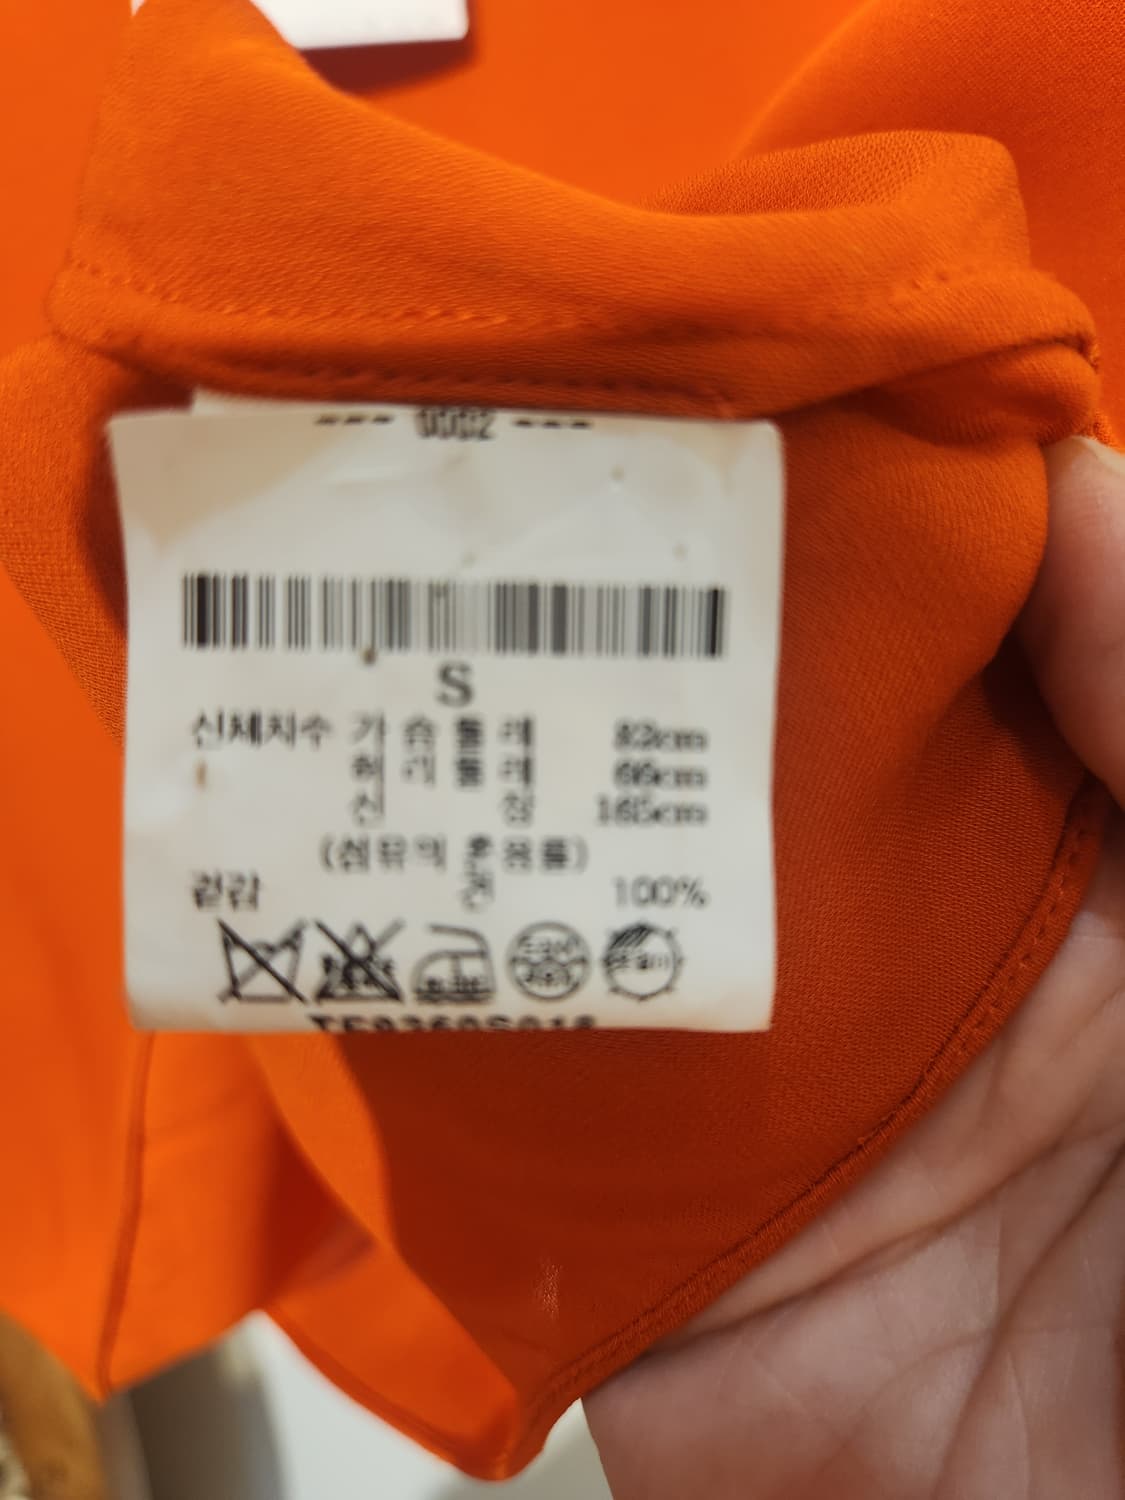 --- 0002 ---
S
신체치수 가 슴 둘 레 82cm
허 리 둘 레 66cm
신 장 165cm
(섬유의 혼용률)
겉감 100%